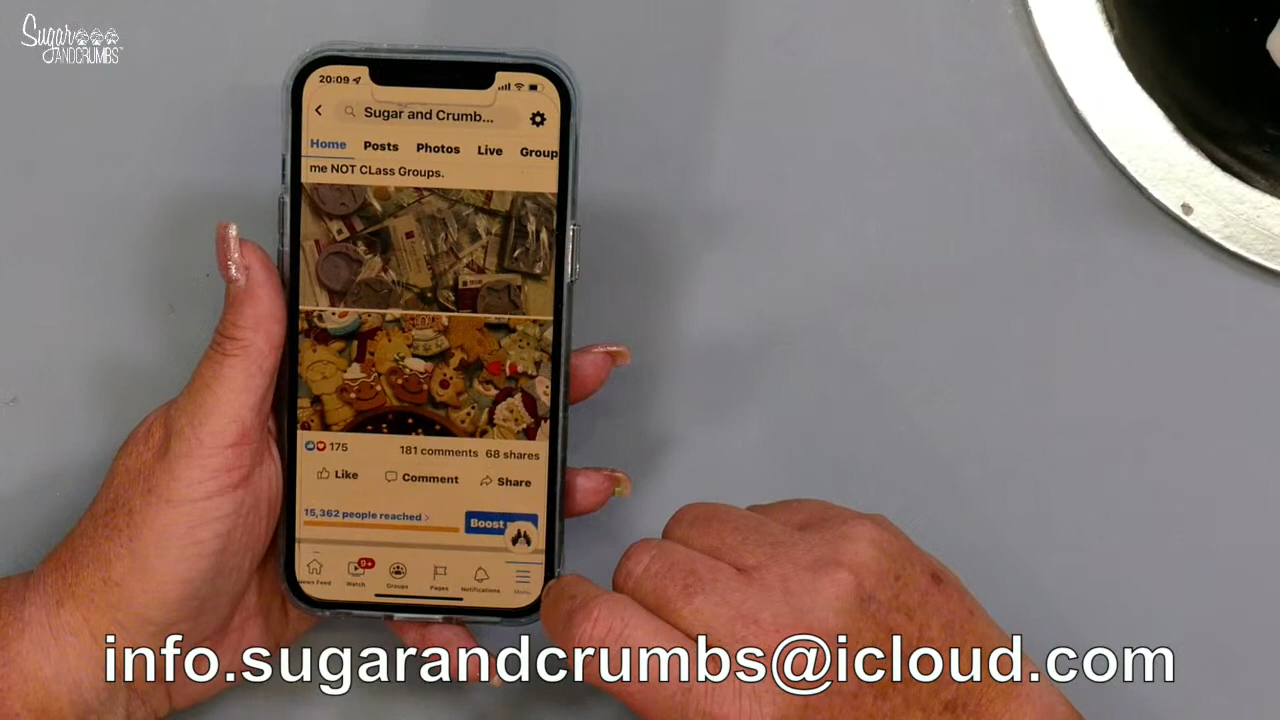 Sugar
ANDCRUMBS
20:09
Sugar and Crumb...
Home Posts Photos Live Group
me NOT CLass Groups.
175 181 comments 68 shares
Like Comment Share
15,362 people reached
Boost
9+
News Feed Watch Groups Pages Notifications Menu
info.sugarandcrumbs@icloud.com